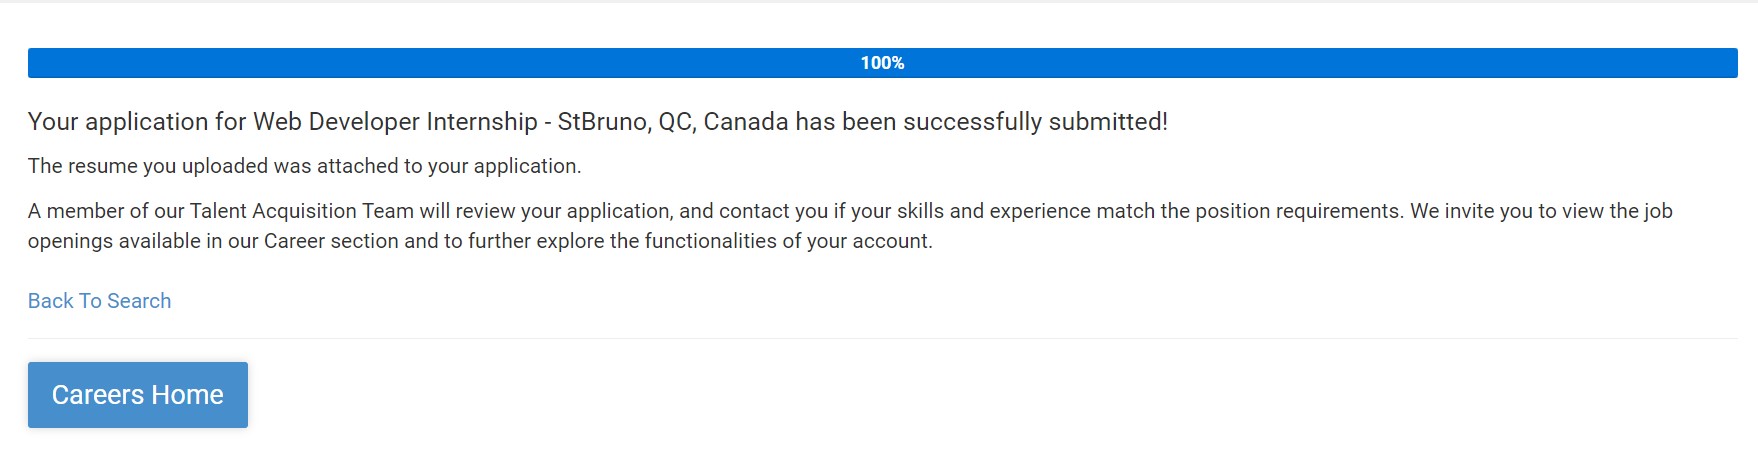 100%
Your application for Web Developer Internship - StBruno, QC, Canada has been successfully submitted!
The resume you uploaded was attached to your application.
A member of our Talent Acquisition Team will review your application, and contact you if your skills and experience match the position requirements. We invite you to view the job
openings available in our Career section and to further explore the functionalities of your account.
Back To Search
Careers Home